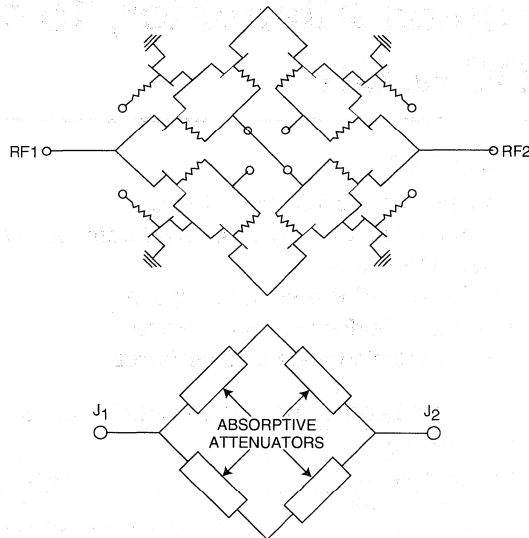 RF1
RF2
J1
J2
ABSORPTIVE
ATTENUATORS